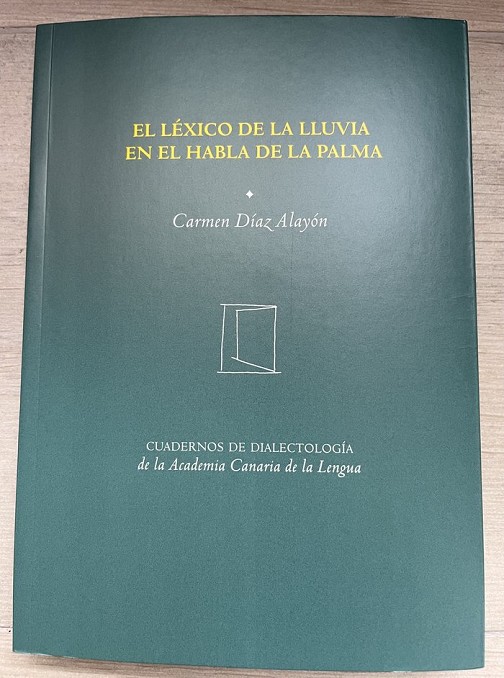 EL LÉXICO DE LA LLUVIA
EN EL HABLA DE LA PALMA
Carmen Díaz Alayón
CUADERNOS DE DIALECTOLOGÍA
de la Academia Canaria de la Lengua